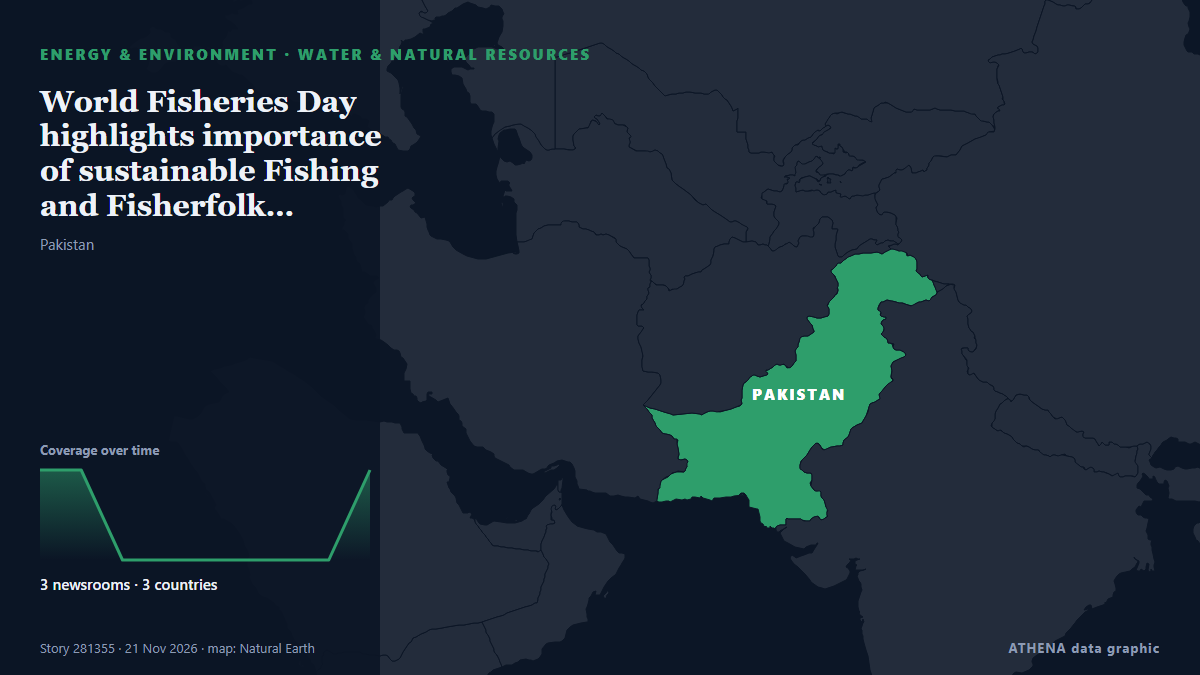 ENERGY & ENVIRONMENT · WATER & NATURAL RESOURCES
World Fisheries Day
highlights importance
of sustainable Fishing
and Fisherfolk...
Pakistan
PAKISTAN
Coverage over time
3 newsrooms · 3 countries
Story 281355 · 21 Nov 2026 · map: Natural Earth
ATHENA data graphic